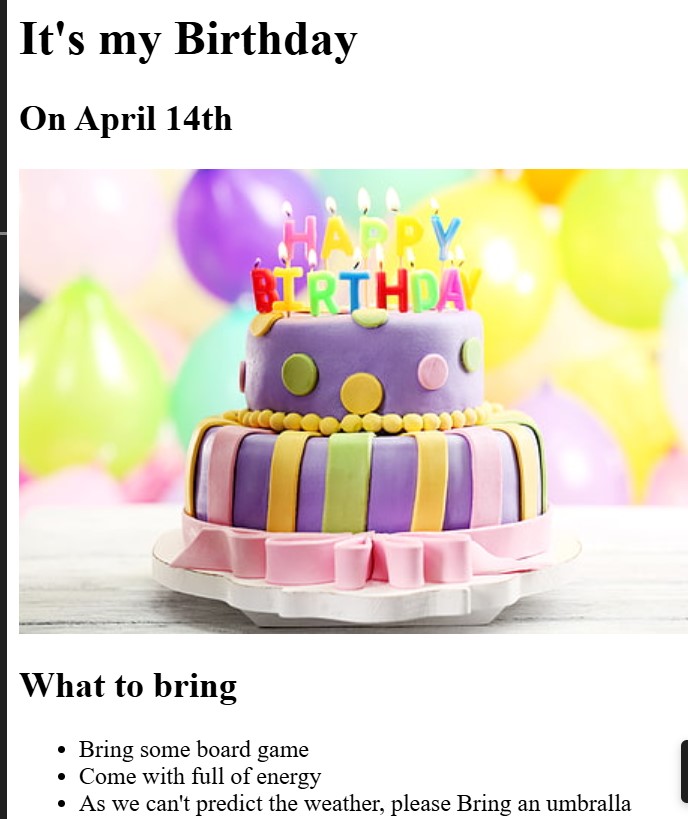 It's my Birthday
On April 14th
HAPPY
BIRTHDAY
What to bring
Bring some board game
Come with full of energy
As we can't predict the weather, please Bring an umbralla